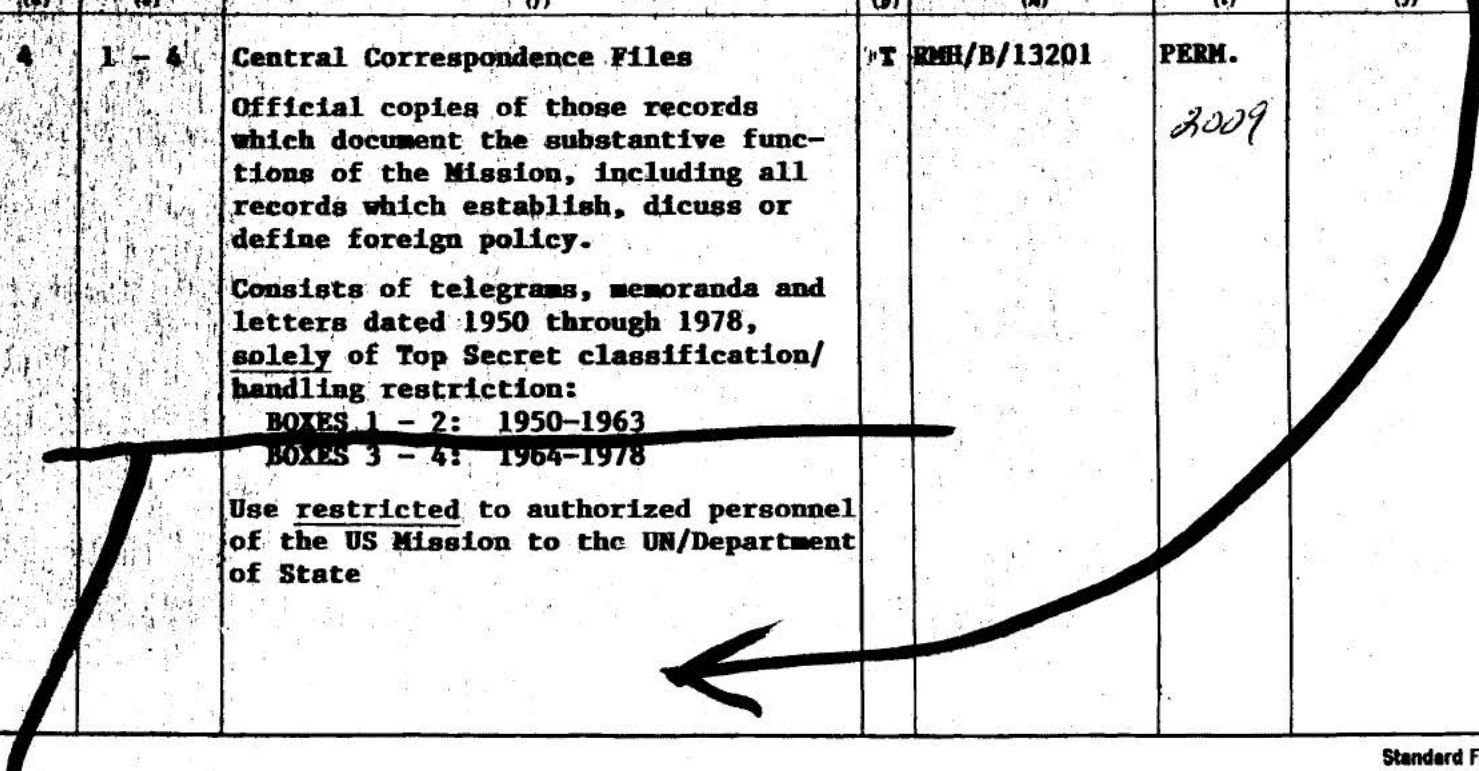 4 1 - 4 Central Correspondence Files T RMH/B/13201 PERM.
Official copies of those records
2009
which document the substantive func-
tions of the Mission, including all
records which establish, dicuss or
define foreign policy.
Consists of telegrams, memoranda and
letters dated 1950 through 1978,
solely of Top Secret classification/
handling restriction:
BOXES 1 - 2: 1950-1963
BOXES 3 - 4: 1964-1978
Use restricted to authorized personnel
of the US Mission to the UN/Department
of State
Standard F